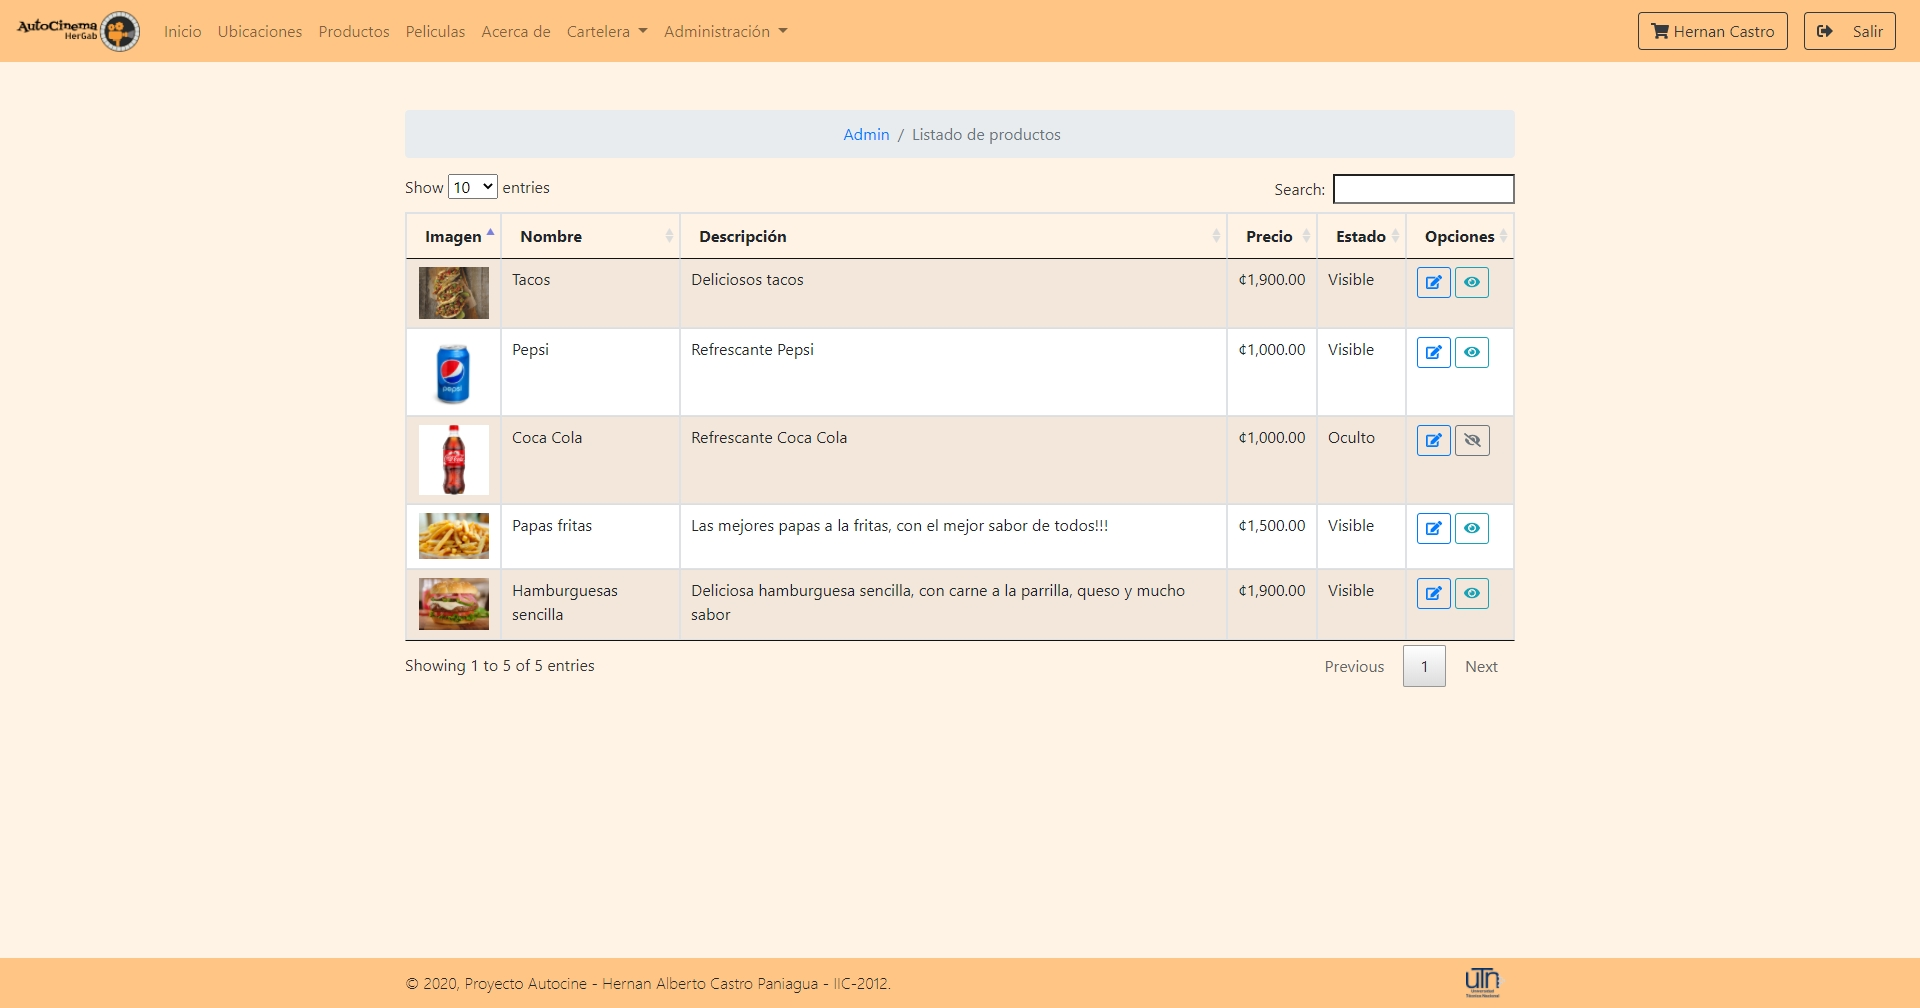 AutoCinema
HerGab
Inicio Ubicaciones Productos Peliculas Acerca de Cartelera Administración Hernan Castro Salir
Admin / Listado de productos
Show 10 entries Search:
Imagen Nombre Descripción Precio Estado Opciones
Tacos Deliciosos tacos ¢1,900.00 Visible
Pepsi Refrescante Pepsi ¢1,000.00 Visible
pepsi
Coca Cola Refrescante Coca Cola ¢1,000.00 Oculto
Papas fritas Las mejores papas a la fritas, con el mejor sabor de todos!!! ¢1,500.00 Visible
Hamburguesas Deliciosa hamburguesa sencilla, con carne a la parrilla, queso y mucho ¢1,900.00 Visible
sencilla sabor
Showing 1 to 5 of 5 entries Previous 1 Next
© 2020, Proyecto Autocine - Hernan Alberto Castro Paniagua - IIC-2012.
UTN
Universidad
Técnica Nacional